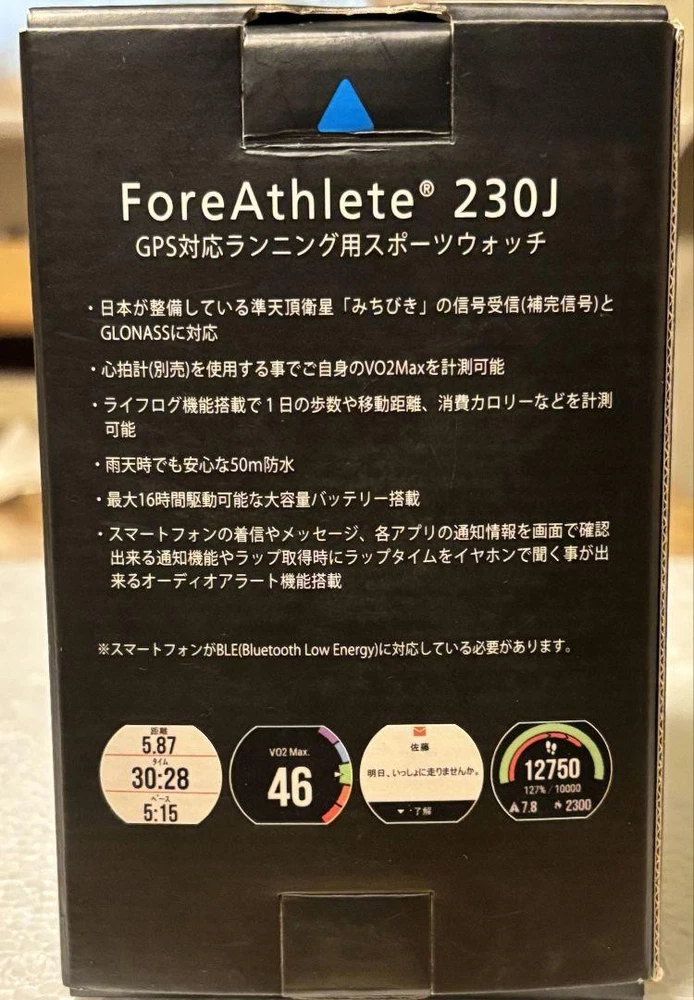 ForeAthlete® 230J
GPS対応ランニング用スポーツウォッチ
・日本が整備している準天頂衛星「みちびき」の信号受信(補完信号)と
GLONASSに対応
・心拍計(別売)を使用する事でご自身のVO2Maxを計測可能
・ライフログ機能搭載で1日の歩数や移動距離、消費カロリーなどを計測
可能
・雨天時でも安心な50m防水
・最大16時間駆動可能な大容量バッテリー搭載
・スマートフォンの着信やメッセージ、各アプリの通知情報を画面で確認
出来る通知機能やラップ取得時にラップタイムをイヤホンで聞く事が出
来るオーディオアラート機能搭載
※スマートフォンがBLE(Bluetooth Low Energy)に対応している必要があります。
距離
5.87
タイム
30:28
ペース
5:15
VO2 Max.
46
佐藤
明日、いっしょに走りませんか。
▼・了解
12750
127% / 10000
7.8 2300